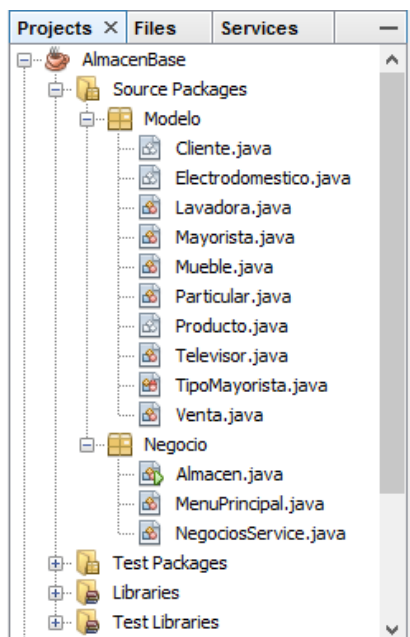 Projects Files Services
AlmacenBase
Source Packages
Modelo
Cliente.java
Electrodomestico.java
Lavadora.java
Mayorista.java
Mueble.java
Particular.java
Producto.java
Televisor.java
TipoMayorista.java
Venta.java
Negocio
Almacen.java
MenuPrincipal.java
NegociosService.java
Test Packages
Libraries
Test Libraries